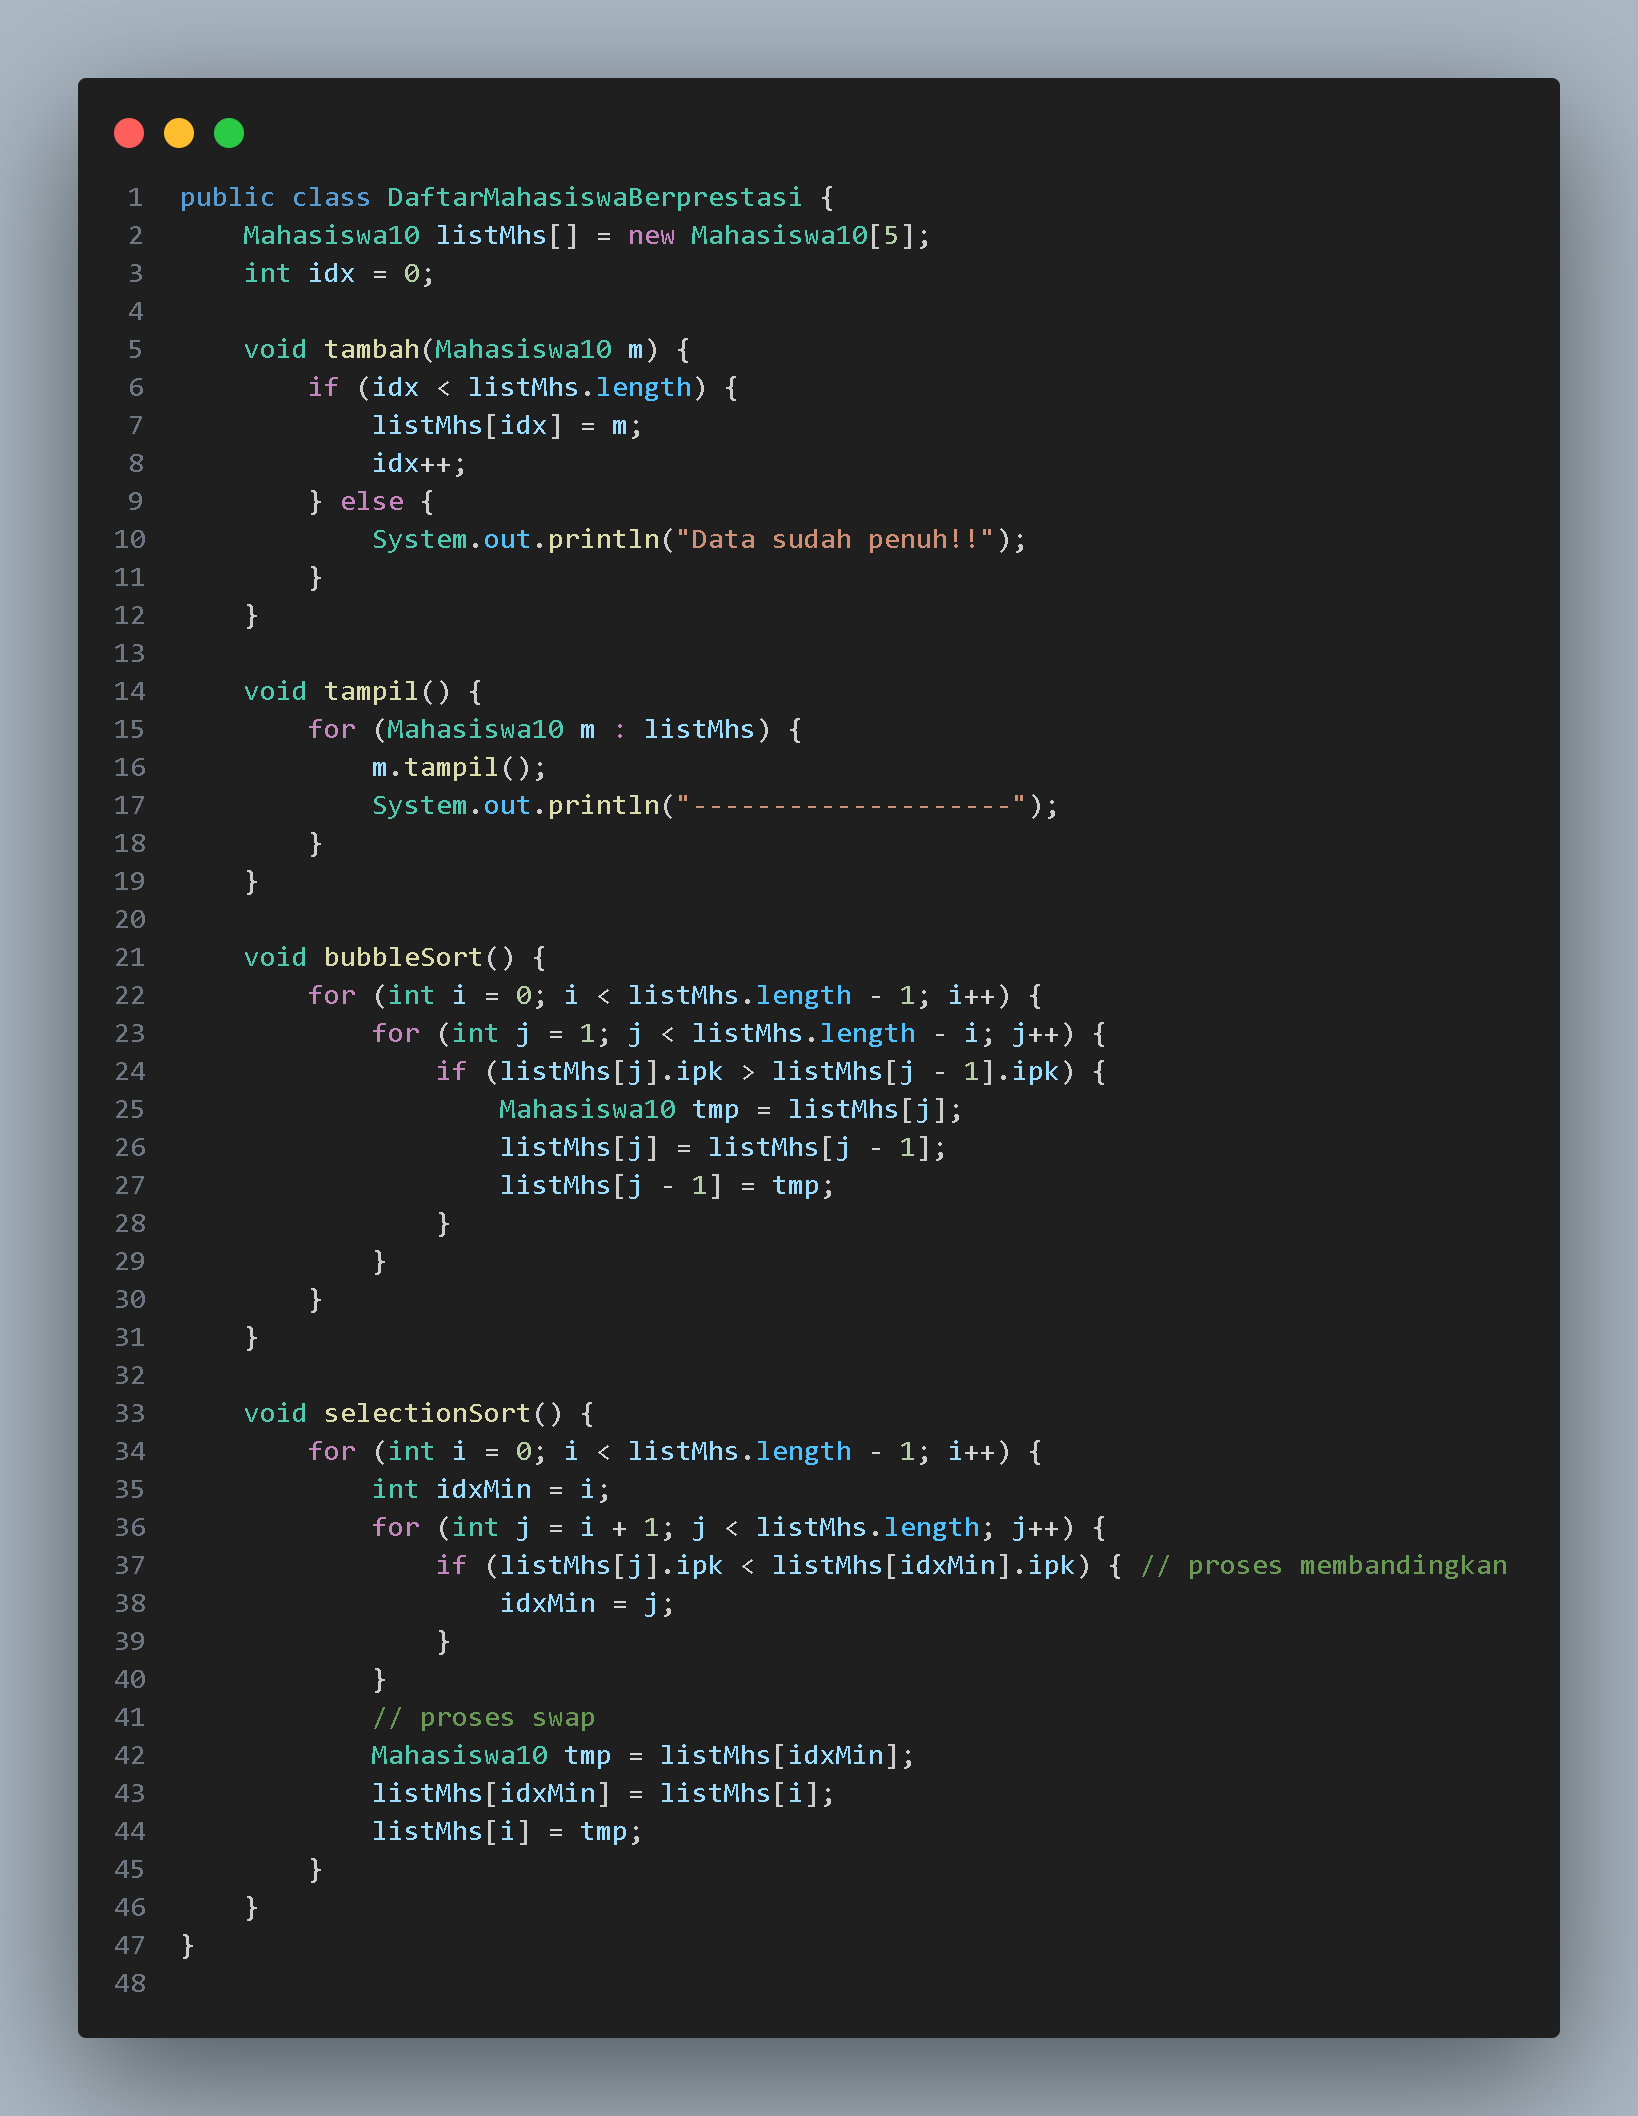 1 public class DaftarMahasiswaBerprestasi {
2     Mahasiswa10 listMhs[] = new Mahasiswa10[5];
3     int idx = 0;
4
5     void tambah(Mahasiswa10 m) {
6         if (idx < listMhs.length) {
7             listMhs[idx] = m;
8             idx++;
9         } else {
10             System.out.println("Data sudah penuh!!");
11         }
12     }
13
14     void tampil() {
15         for (Mahasiswa10 m : listMhs) {
16             m.tampil();
17             System.out.println("--------------------");
18         }
19     }
20
21     void bubbleSort() {
22         for (int i = 0; i < listMhs.length - 1; i++) {
23             for (int j = 1; j < listMhs.length - i; j++) {
24                 if (listMhs[j].ipk > listMhs[j - 1].ipk) {
25                     Mahasiswa10 tmp = listMhs[j];
26                     listMhs[j] = listMhs[j - 1];
27                     listMhs[j - 1] = tmp;
28                 }
29             }
30         }
31     }
32
33     void selectionSort() {
34         for (int i = 0; i < listMhs.length - 1; i++) {
35             int idxMin = i;
36             for (int j = i + 1; j < listMhs.length; j++) {
37                 if (listMhs[j].ipk < listMhs[idxMin].ipk) { // proses membandingkan
38                     idxMin = j;
39                 }
40             }
41             // proses swap
42             Mahasiswa10 tmp = listMhs[idxMin];
43             listMhs[idxMin] = listMhs[i];
44             listMhs[i] = tmp;
45         }
46     }
47 }
48